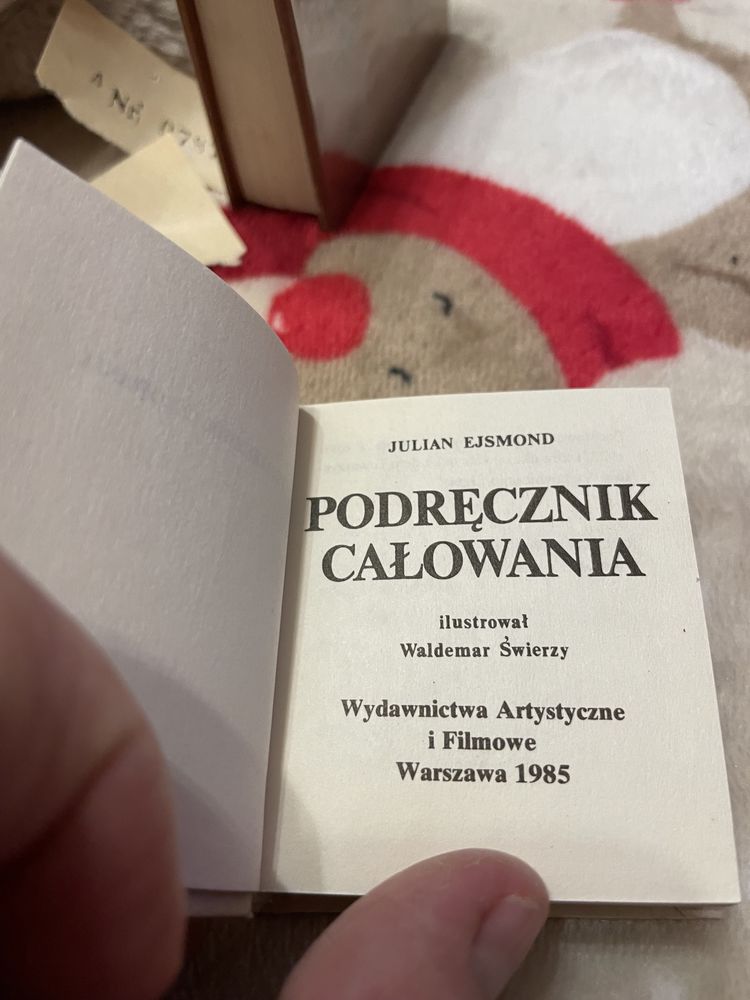 JULIAN EJSMOND
PODRĘCZNIK
CAŁOWANIA
ilustrował
Waldemar Świerzy
Wydawnictwa Artystyczne
i Filmowe
Warszawa 1985